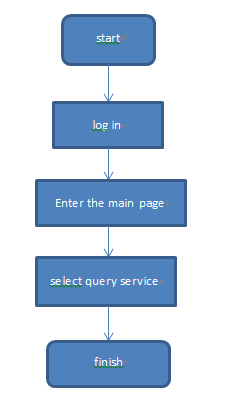 start
log in
Enter the main page
select query service
finish